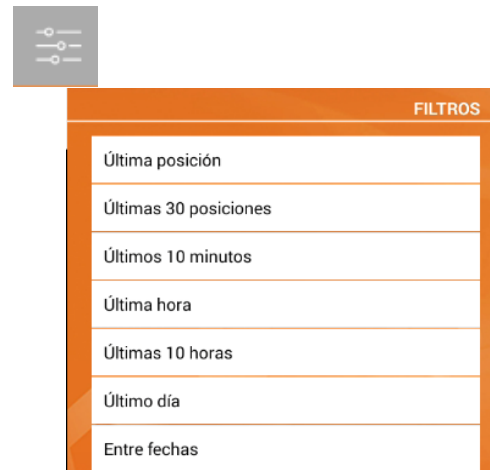 FILTROS
Última posición
Últimas 30 posiciones
Últimos 10 minutos
Última hora
Últimas 10 horas
Último día
Entre fechas